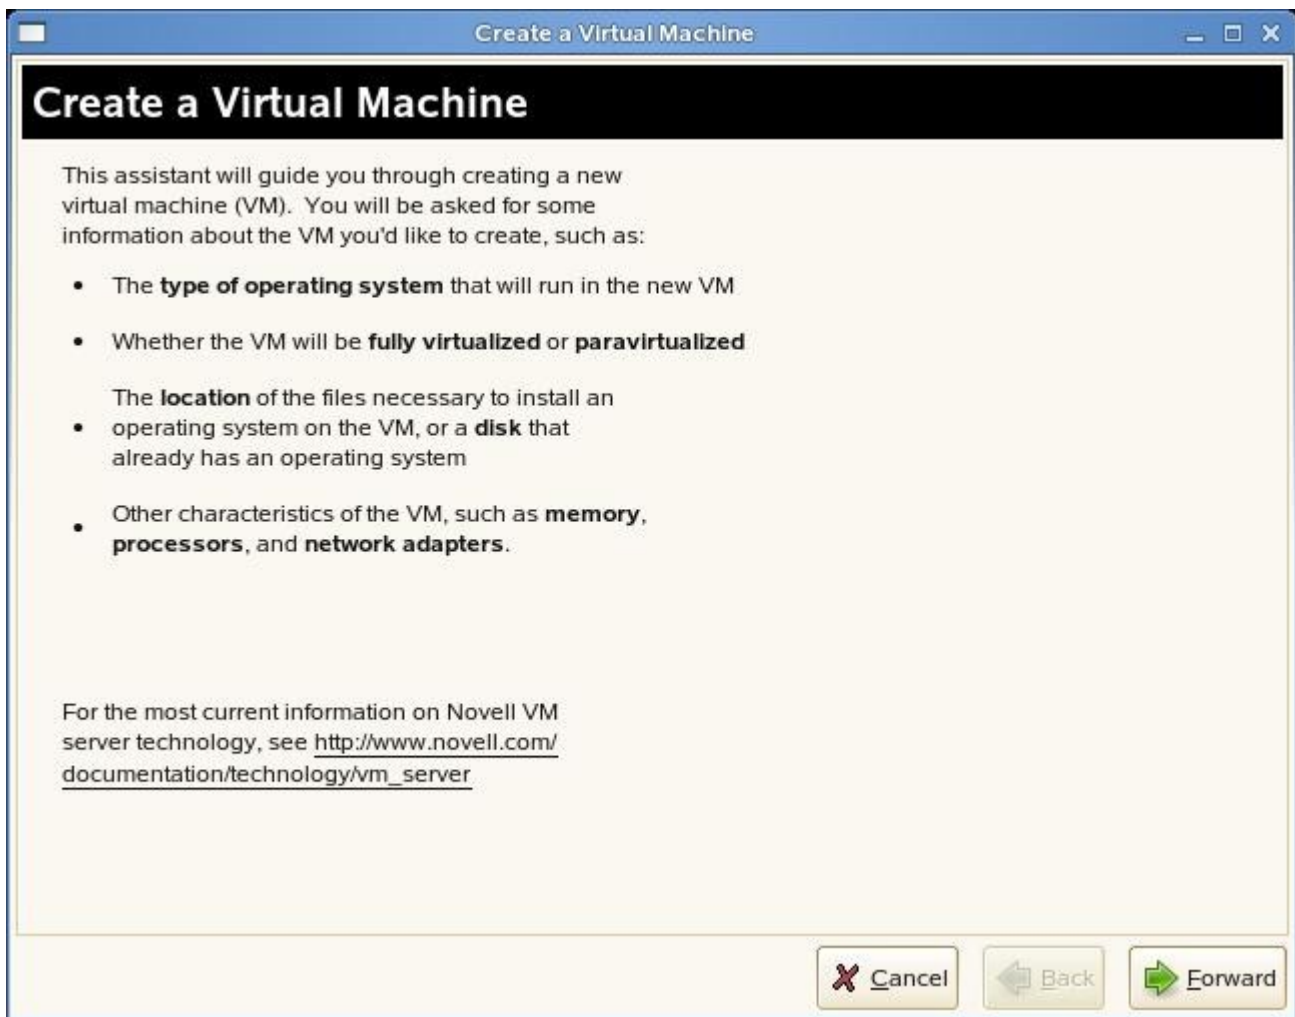 Create a Virtual Machine
Create a Virtual Machine
This assistant will guide you through creating a new
virtual machine (VM).  You will be asked for some
information about the VM you'd like to create, such as:
• The type of operating system that will run in the new VM
• Whether the VM will be fully virtualized or paravirtualized
The location of the files necessary to install an
• operating system on the VM, or a disk that
already has an operating system
• Other characteristics of the VM, such as memory,
processors, and network adapters.
For the most current information on Novell VM
server technology, see http://www.novell.com/
documentation/technology/vm_server
Cancel Back Forward